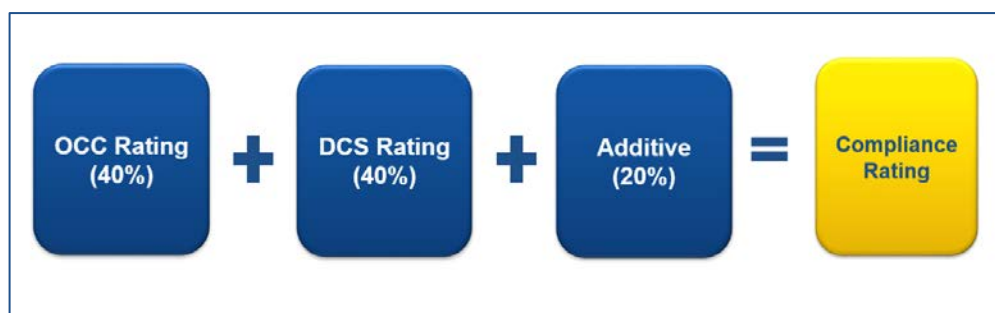 OCC Rating
(40%)
+
DCS Rating
(40%)
+
Additive
(20%)
=
Compliance
Rating